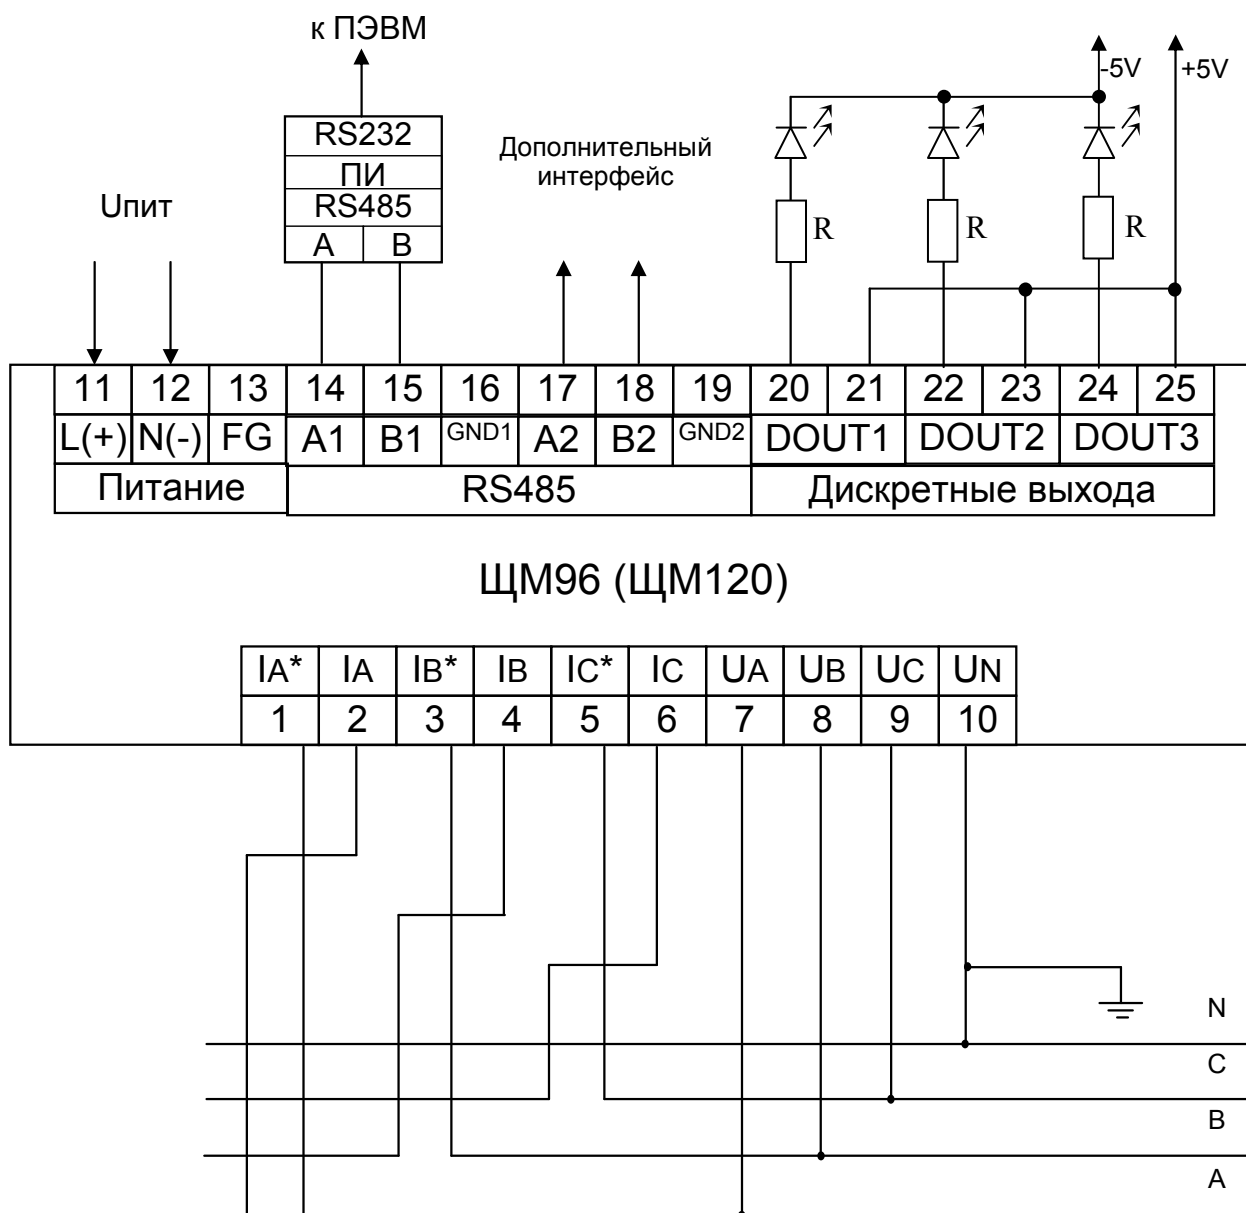 к ПЭВМ
-5V
+5V
RS232
ПИ
RS485
A B
Дополнительный
интерфейс
Uпит
R R R
11 12 13 14 15 16 17 18 19 20 21 22 23 24 25
L(+) N(-) FG A1 B1 GND1 A2 B2 GND2 DOUT1 DOUT2 DOUT3
Питание RS485 Дискретные выхода
ЩМ96 (ЩМ120)
IA* IA IB* IB IC* IC UA UB UC UN
1 2 3 4 5 6 7 8 9 10
N
C
B
A